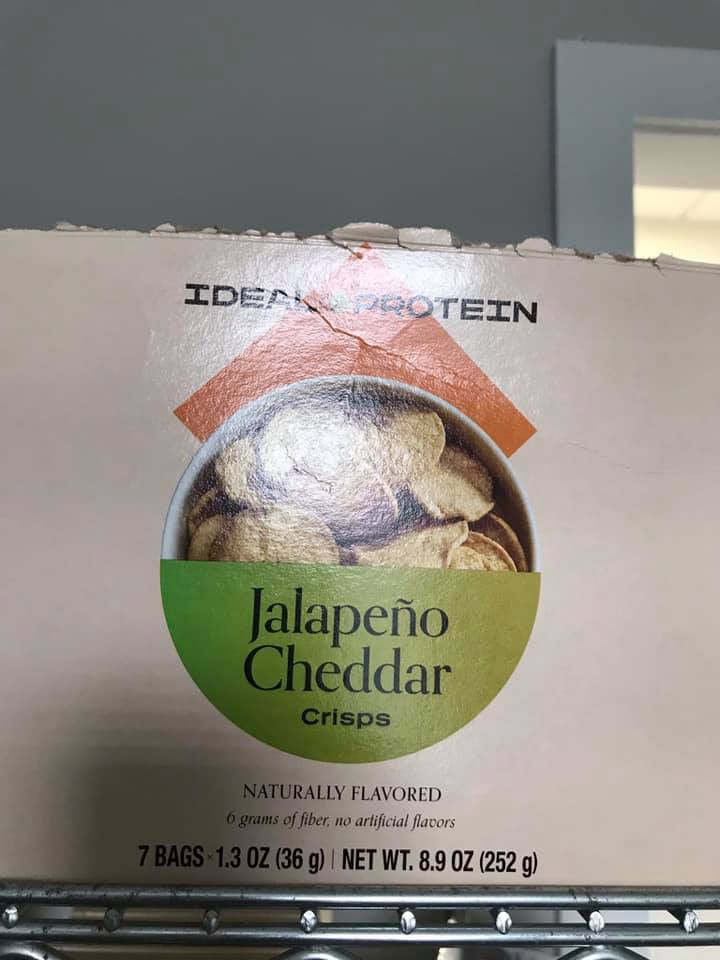 IDEAL PROTEIN
Jalapeño
Cheddar
Crisps
NATURALLY FLAVORED
6 grams of fiber, no artificial flavors
7 BAGS · 1.3 OZ (36 g) | NET WT. 8.9 OZ (252 g)